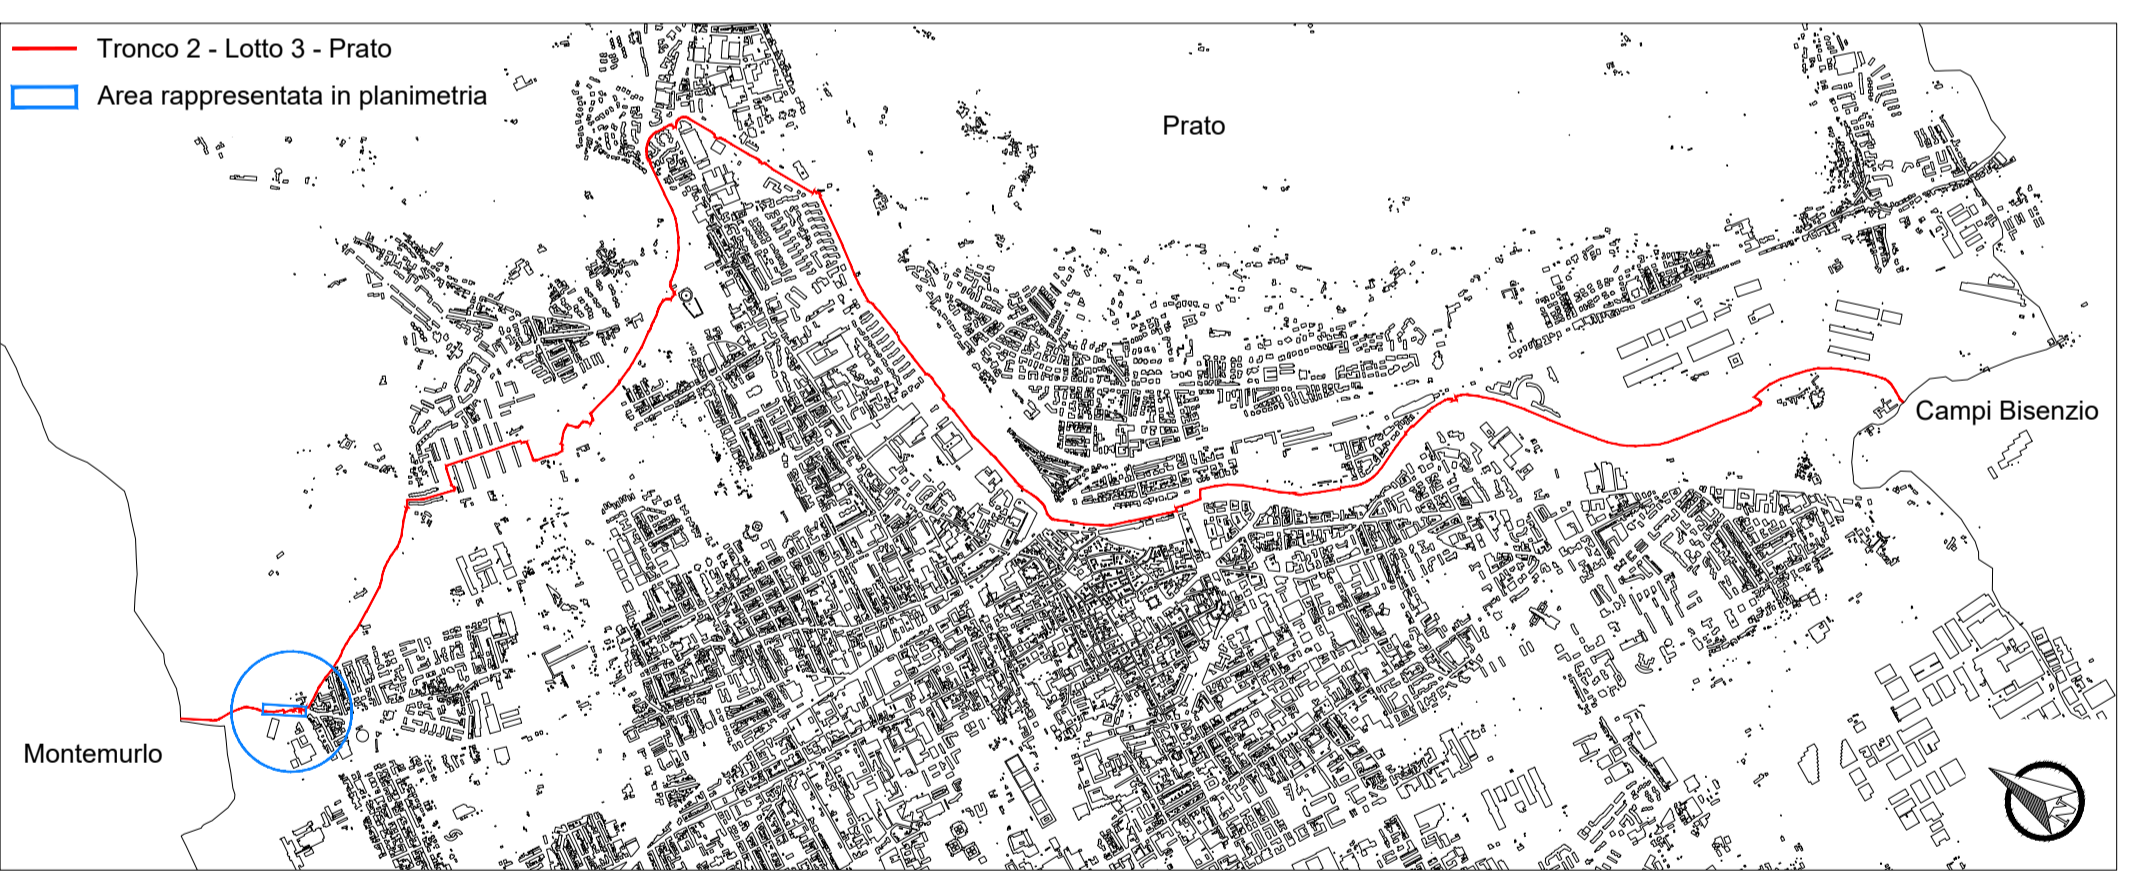 Tronco 2 - Lotto 3 - Prato
Area rappresentata in planimetria
Prato
Campi Bisenzio
Montemurlo
N